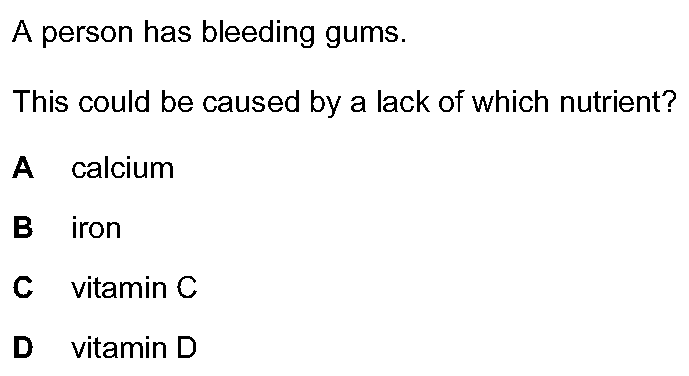 A person has bleeding gums.
This could be caused by a lack of which nutrient?
A calcium
B iron
C vitamin C
D vitamin D